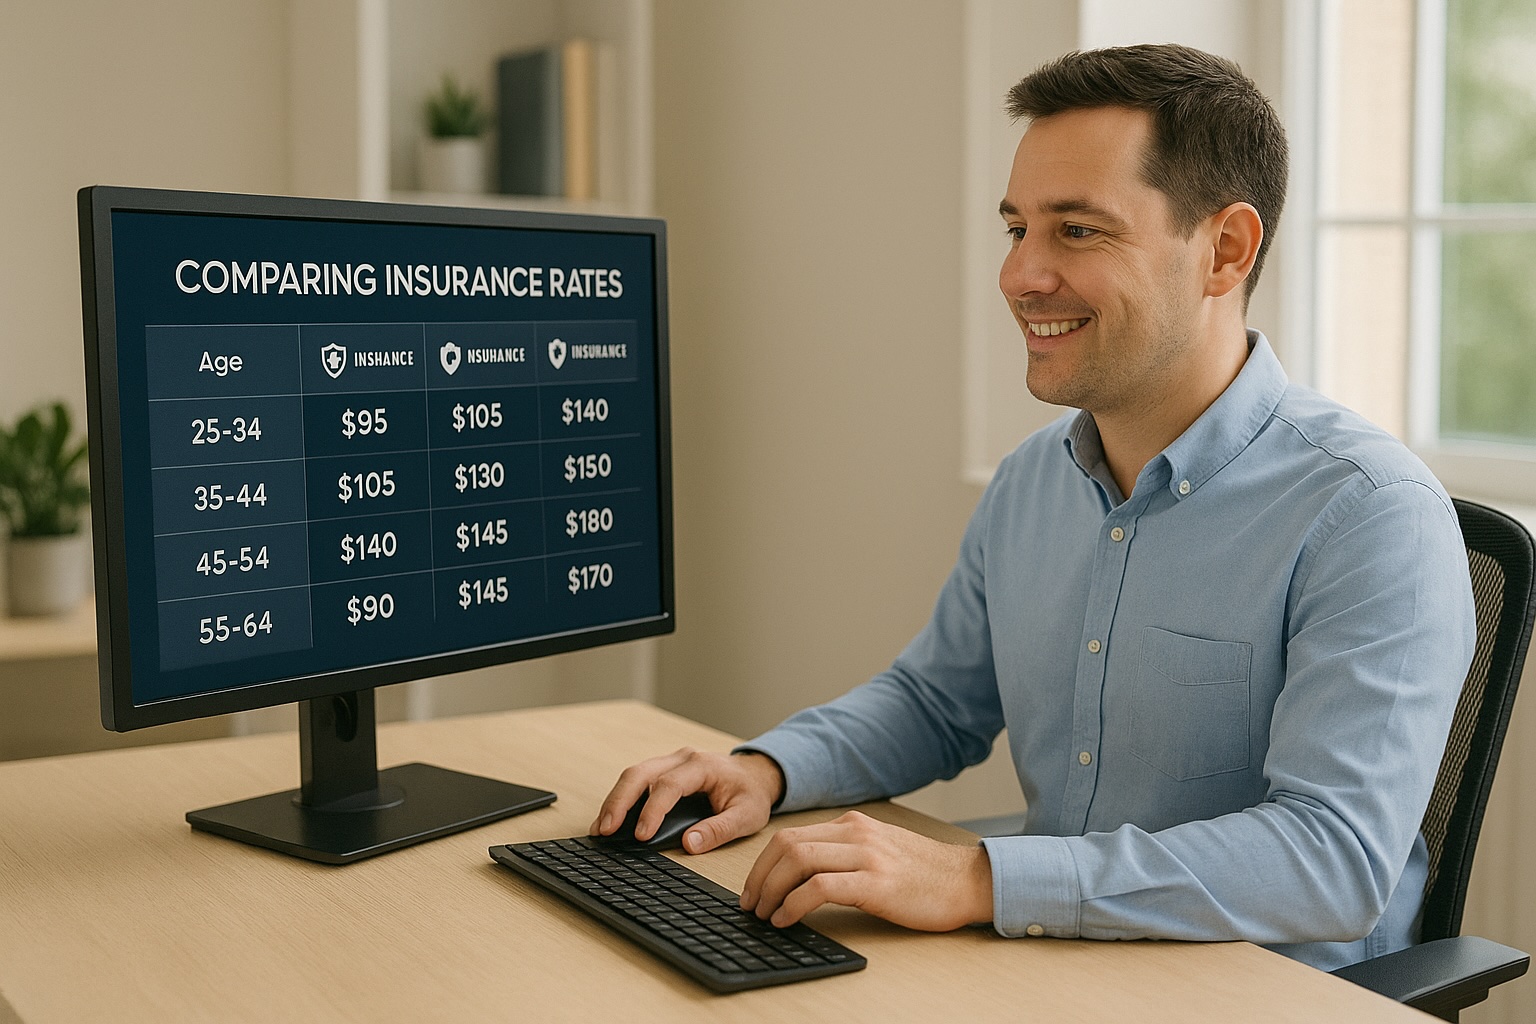 COMPARING INSURANCE RATES
Age INSHANCE NSUHANCE INSURANCE
25-34 $95 $105 $140
35-44 $105 $130 $150
45-54 $140 $145 $180
55-64 $90 $145 $170